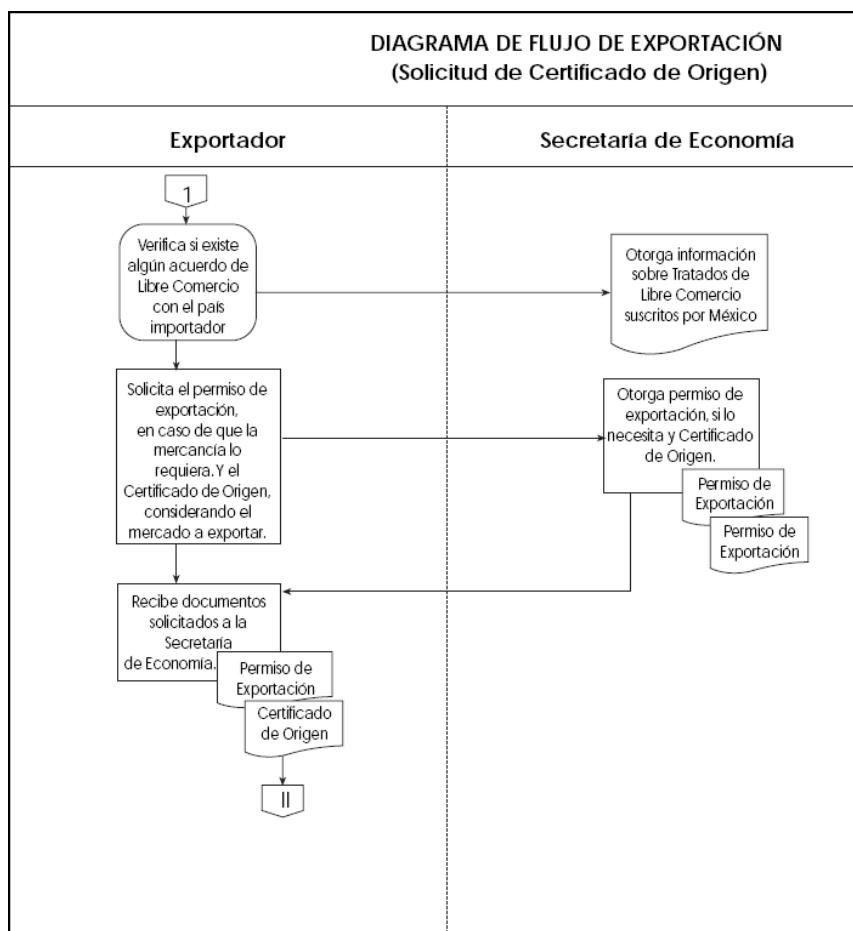 DIAGRAMA DE FLUJO DE EXPORTACIÓN
(Solicitud de Certificado de Origen)
Exportador
Secretaría de Economía
1
Verifica si existe
algún acuerdo de
Libre Comercio
con el país
importador
Otorga información
sobre Tratados de
Libre Comercio
suscritos por México
Solicita el permiso de
exportación,
en caso de que la
mercancía lo
requiera. Y el
Certificado de Origen,
considerando el
mercado a exportar.
Otorga permiso de
exportación, si lo
necesita y Certificado
de Origen.
Permiso de
Exportación
Permiso de
Exportación
Recibe documentos
solicitados a la
Secretaría
de Economía.
Permiso de
Exportación
Certificado
de Origen
II